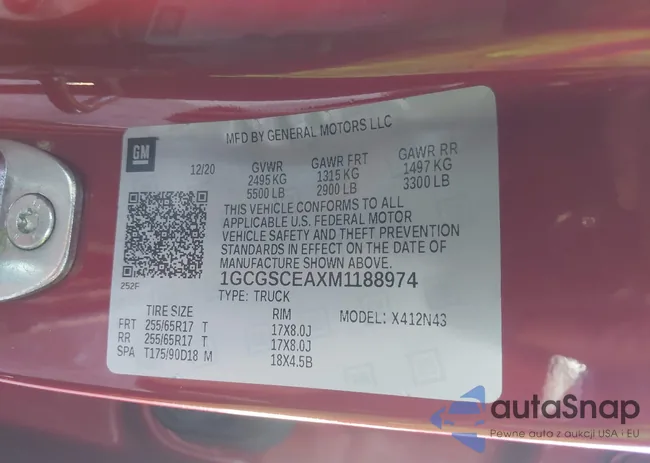 MFD BY GENERAL MOTORS LLC
GM
12/20
GVWR GAWR FRT GAWR RR
2495 KG 1315 KG 1497 KG
5500 LB 2900 LB 3300 LB
THIS VEHICLE CONFORMS TO ALL
APPLICABLE U.S. FEDERAL MOTOR
VEHICLE SAFETY AND THEFT PREVENTION
STANDARDS IN EFFECT ON THE DATE OF
MANUFACTURE SHOWN ABOVE.
252F
1GCGSCEAXM1188974
TYPE: TRUCK
TIRE SIZE RIM MODEL: X412N43
FRT 255/65R17 T 17X8.0J
RR 255/65R17 T 17X8.0J
SPA T175/90D18 M 18X4.5B
autaSnap
Pewne auto z aukcji USA i EU